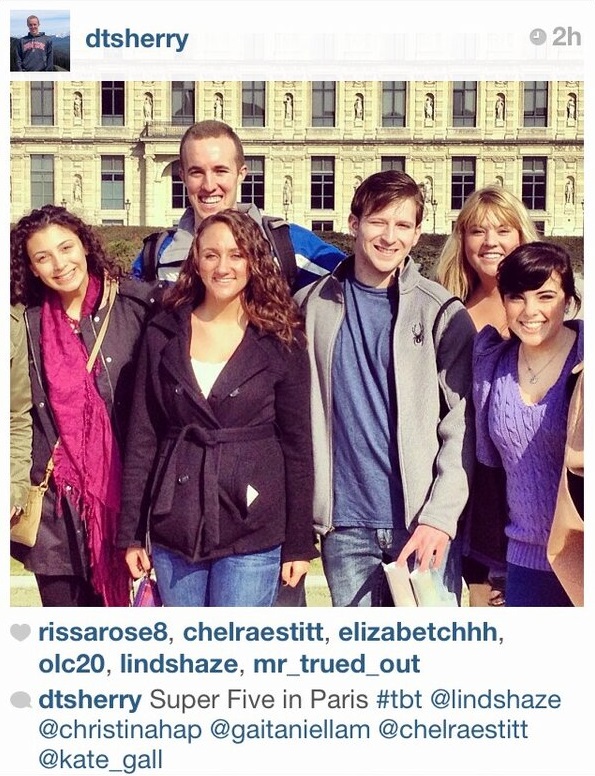 dtsherry
2h
rissarose8, chelraestitt, elizabetchhh,
olc20, lindshaze, mr_trued_out
dtsherry Super Five in Paris #tbt @lindshaze
@christinahap @gaitaniellam @chelraestitt
@kate_gall